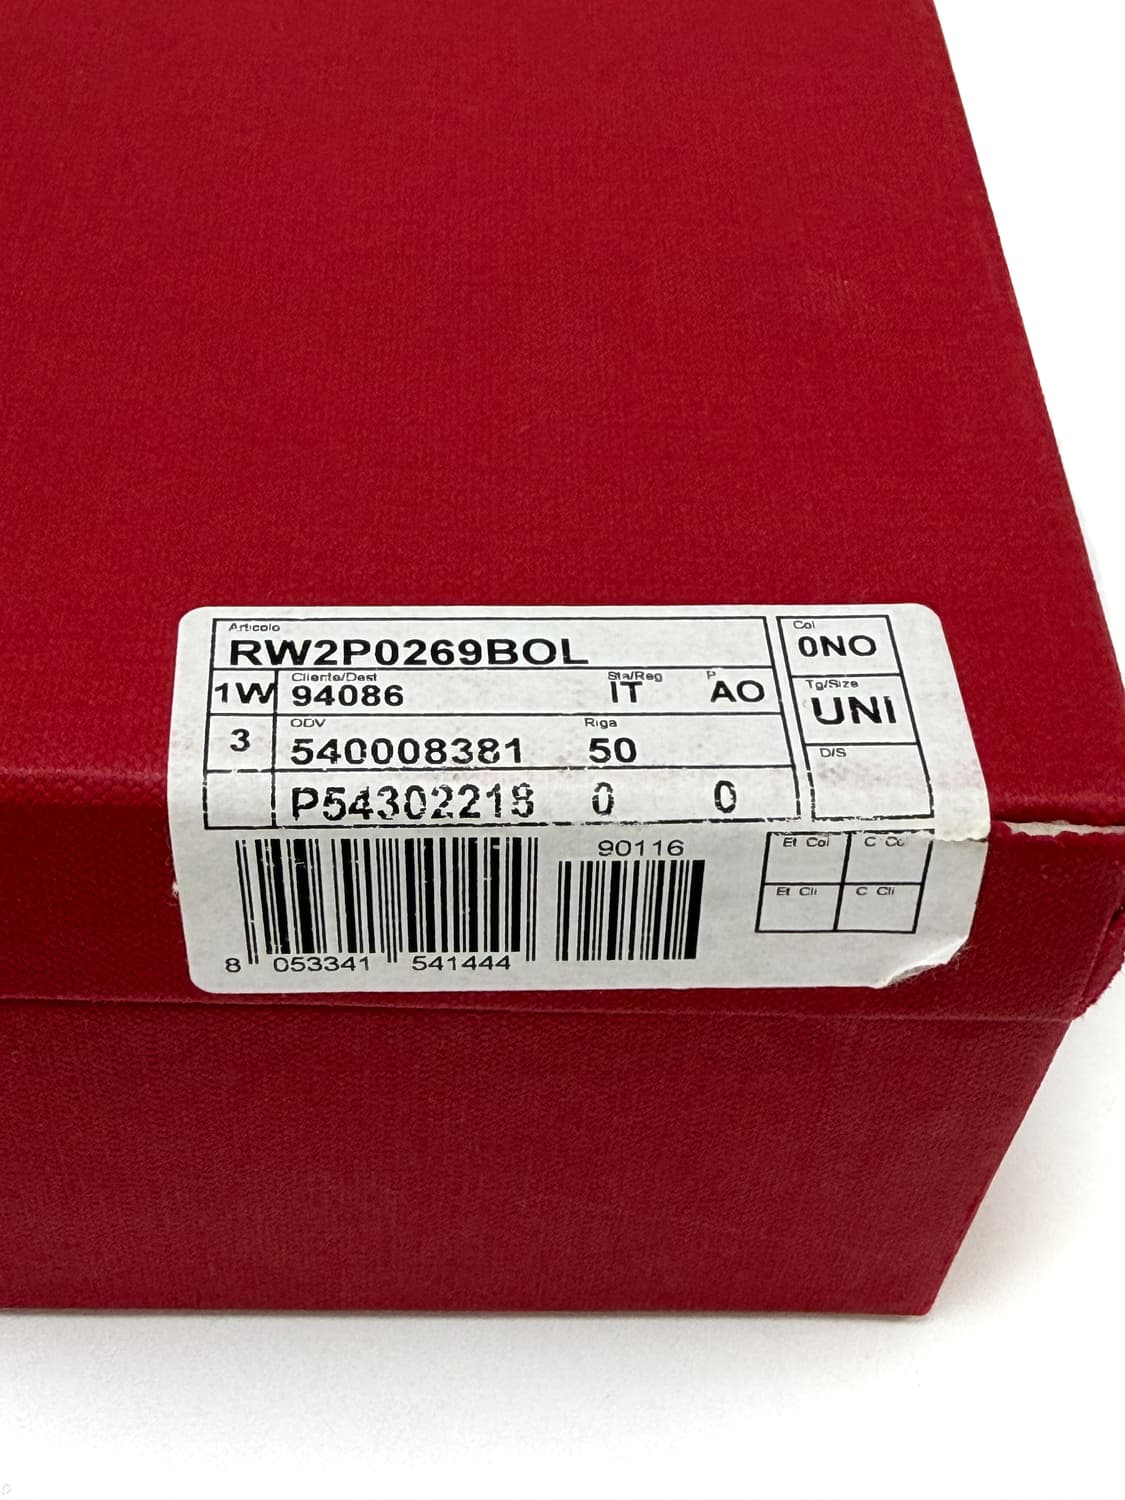 Articolo
RW2P0269BOL
Col
0NO
1W
Cliente/Dest
94086
Sta/Reg
IT
P
AO
Tg/Size
UNI
3
ODV
540008381
Riga
50
D/S
P54302218 0 0
90116
Et Col
C Co
Et Cli
C Cli
8 053341 541444